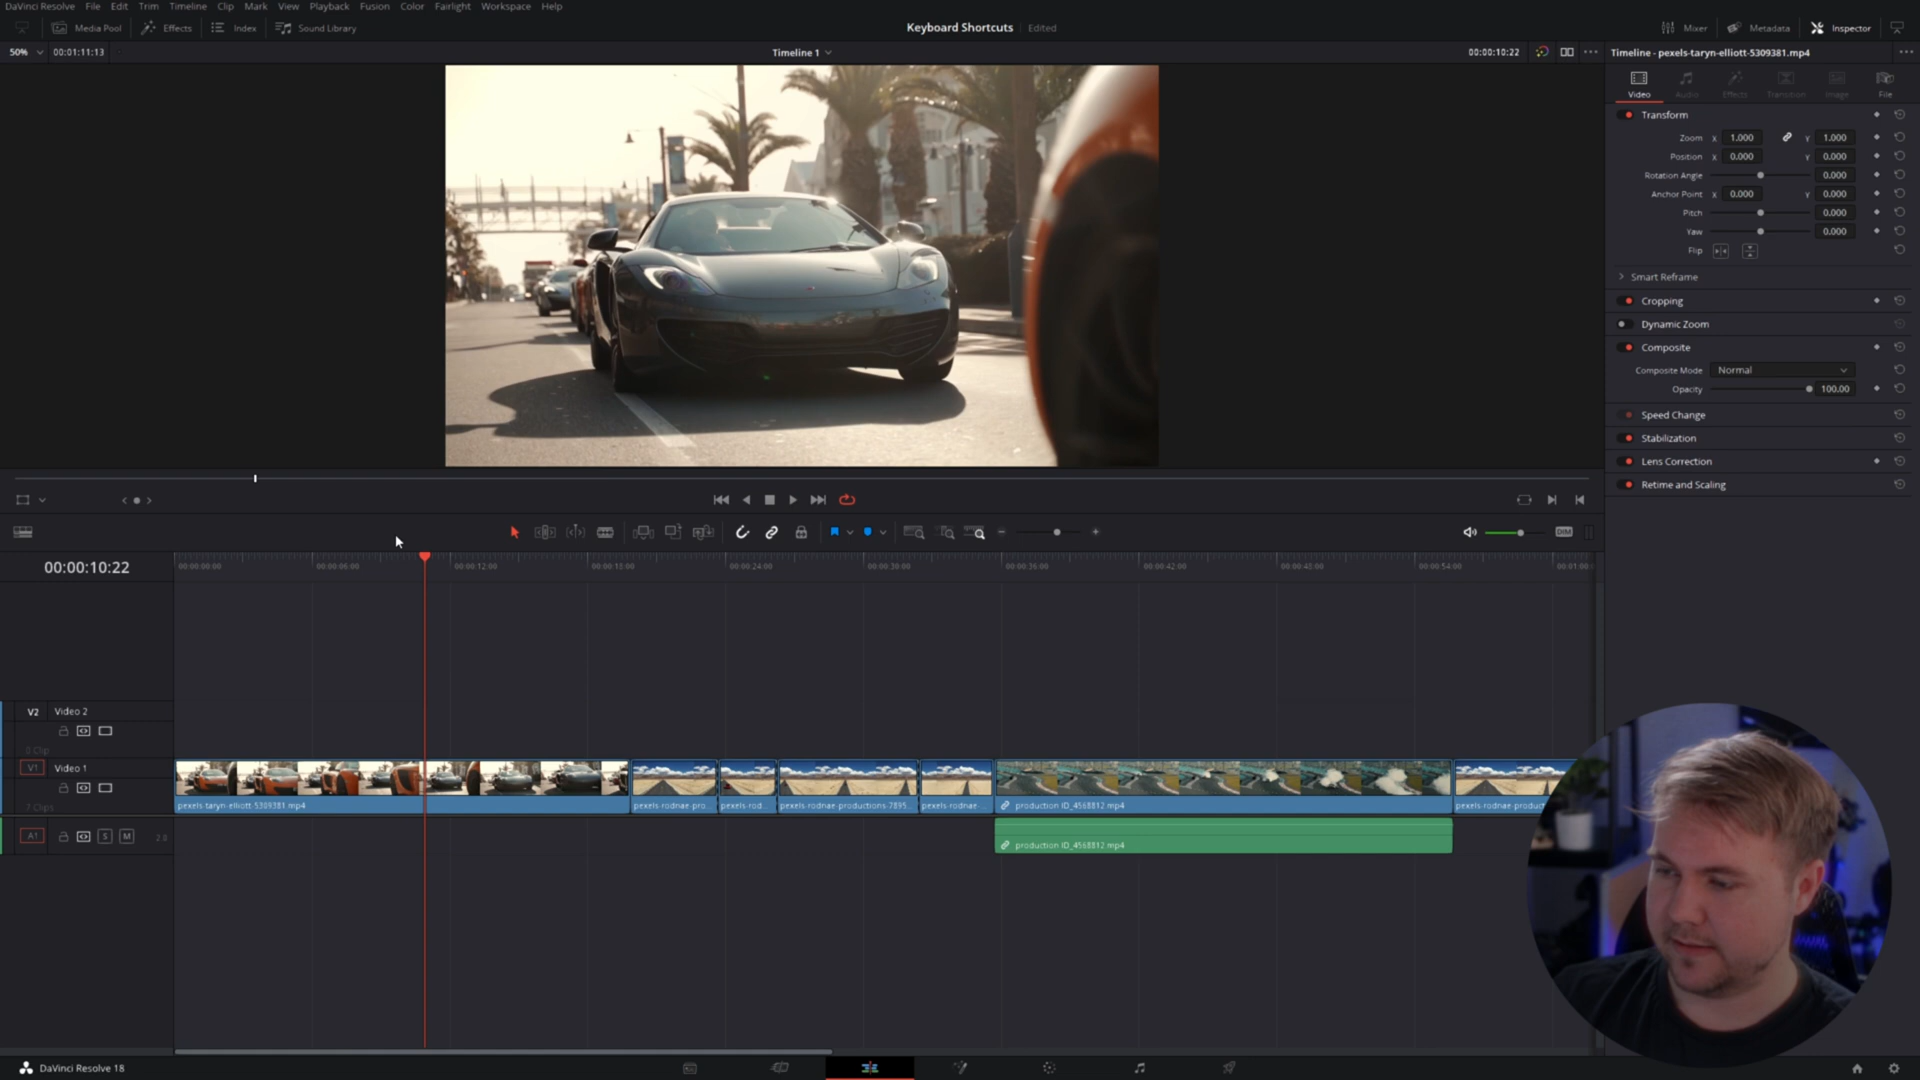 DaVinci Resolve File Edit Trim Timeline Clip Mark View Playback Fusion Color Fairlight Workspace Help
Media Pool Effects Index Sound Library Keyboard Shortcuts Edited Mixer Metadata Inspector
50% 00:01:11:13 Timeline 1 00:00:10:22 Timeline - pexels-taryn-elliott-5309381.mp4
Video Audio Effects Transition Image File
Transform
Zoom X 1.000 Y 1.000
Position X 0.000 Y 0.000
Rotation Angle 0.000
Anchor Point X 0.000 Y 0.000
Pitch 0.000
Yaw 0.000
Flip
Smart Reframe
Cropping
Dynamic Zoom
Composite
Composite Mode Normal
Opacity 100.00
Speed Change
Stabilization
Lens Correction
Retime and Scaling
DIM
00:00:10:22 00:00:00:00 00:00:06:00 00:00:12:00 00:00:18:00 00:00:24:00 00:00:30:00 00:00:36:00 00:00:42:00 00:00:48:00 00:00:54:00 00:01:00:
V2 Video 2
0 Clip
V1 Video 1
7 Clips pexels-taryn-elliott-5309381.mp4 pexels-rodnae-pro... pexels-rod... pexels-rodnae-productions-7895... pexels-rodnae-... production ID_4568812.mp4 pexels-rodnae-product
A1 S M 2.0
production ID_4568812.mp4
DaVinci Resolve 18